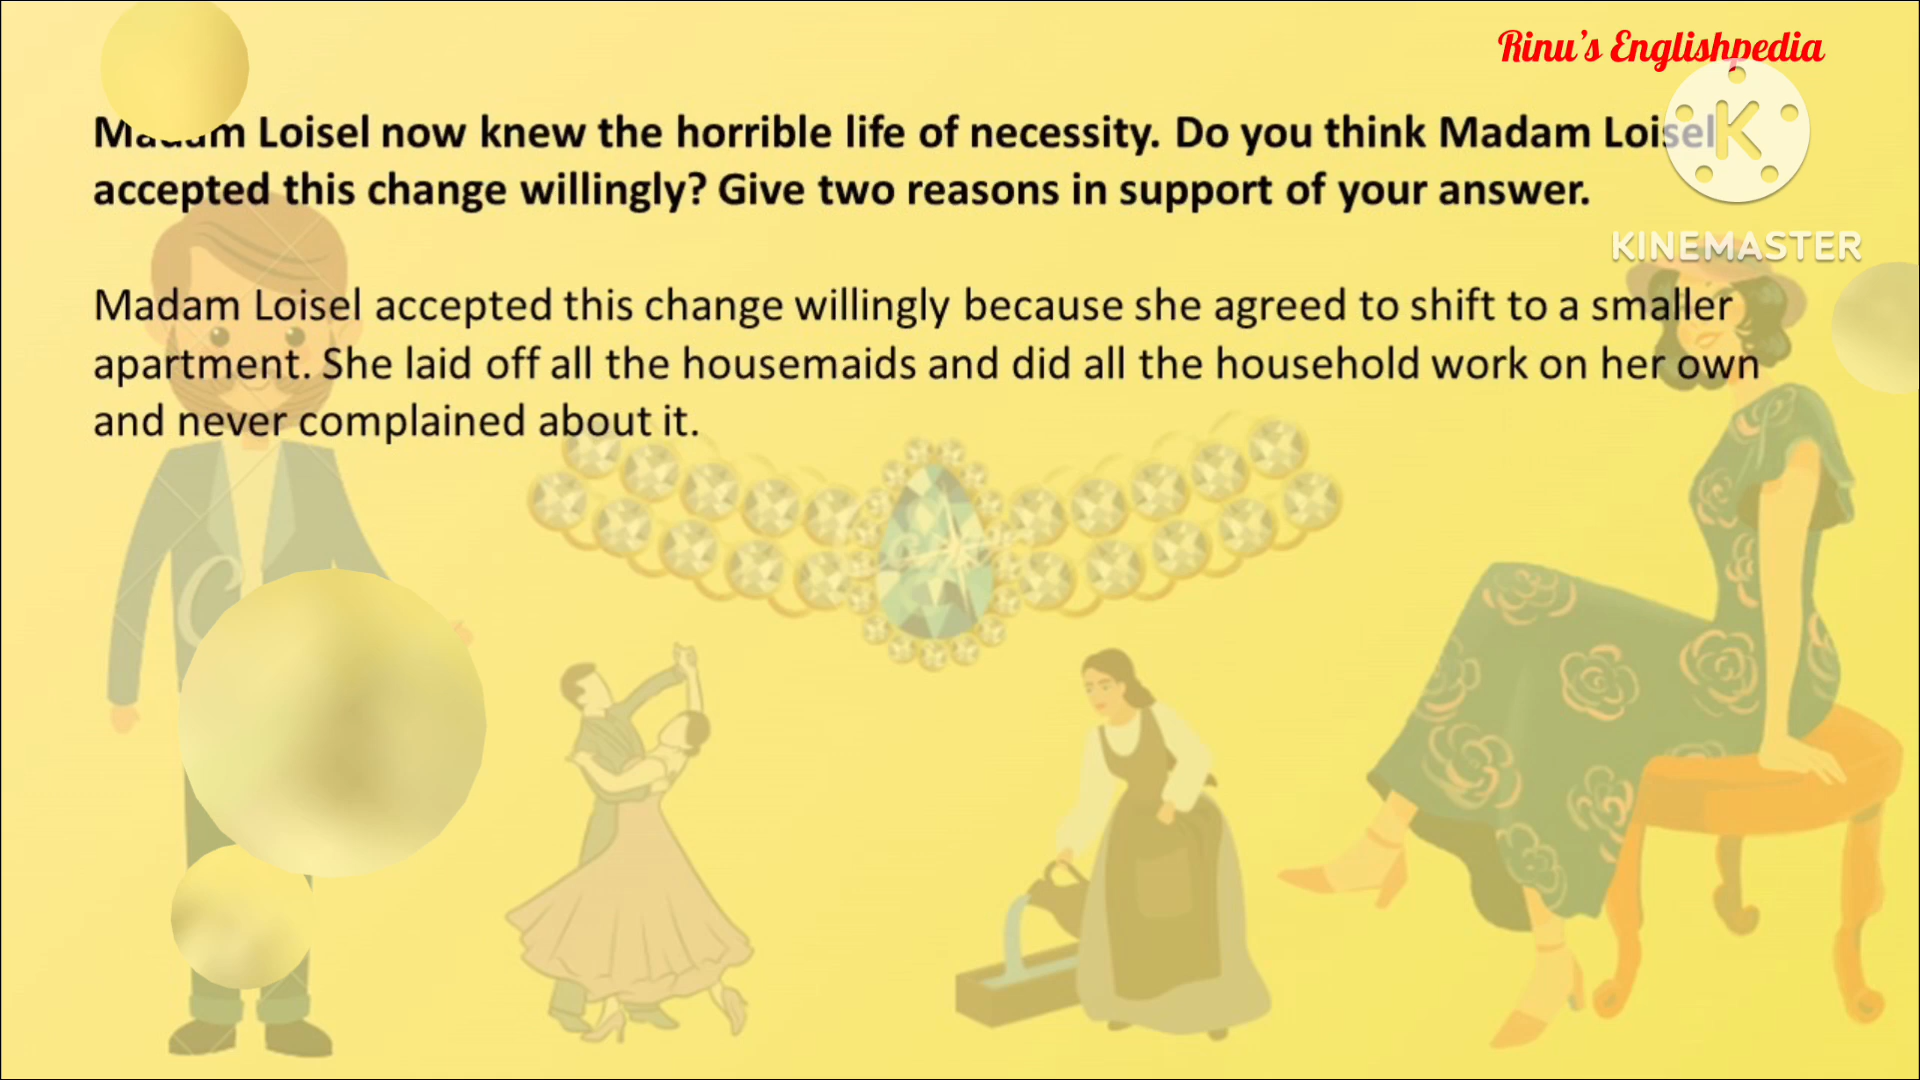 Rinu's Englishpedia
Madam Loisel now knew the horrible life of necessity. Do you think Madam Loisel
accepted this change willingly? Give two reasons in support of your answer.
KINEMASTER
Madam Loisel accepted this change willingly because she agreed to shift to a smaller
apartment. She laid off all the housemaids and did all the household work on her own
and never complained about it.